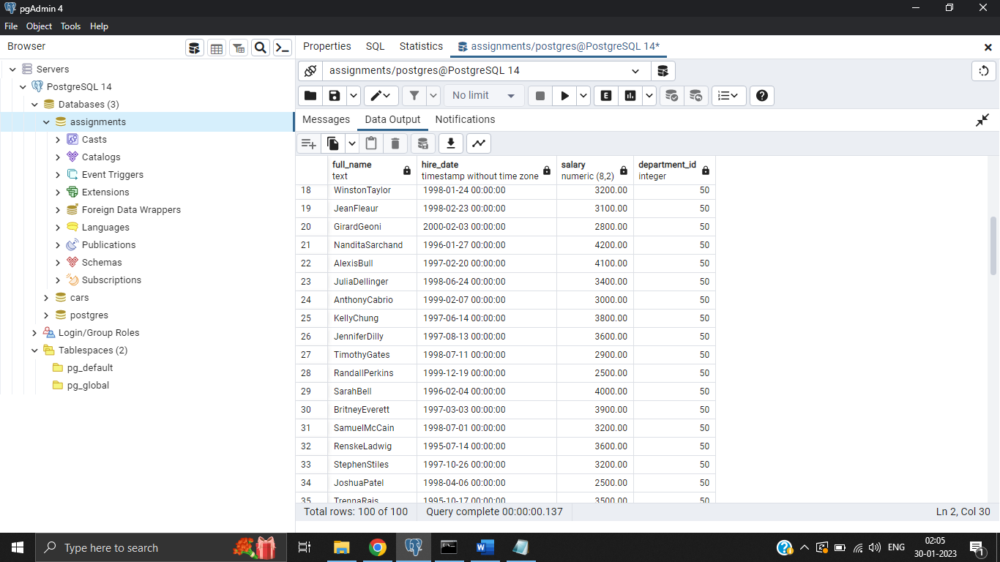 pgAdmin 4
File Object Tools Help
Browser
Properties SQL Statistics assignments/postgres@PostgreSQL 14*
Servers
PostgreSQL 14
Databases (3)
assignments
Casts
Catalogs
Event Triggers
Extensions
Foreign Data Wrappers
Languages
Publications
Schemas
Subscriptions
cars
postgres
Login/Group Roles
Tablespaces (2)
pg_default
pg_global
assignments/postgres@PostgreSQL 14
No limit
E
Messages Data Output Notifications
full_name hire_date salary department_id
text timestamp without time zone numeric (8,2) integer
18 WinstonTaylor 1998-01-24 00:00:00 3200.00 50
19 JeanFleaur 1998-02-23 00:00:00 3100.00 50
20 GirardGeoni 2000-02-03 00:00:00 2800.00 50
21 NanditaSarchand 1996-01-27 00:00:00 4200.00 50
22 AlexisBull 1997-02-20 00:00:00 4100.00 50
23 JuliaDellinger 1998-06-24 00:00:00 3400.00 50
24 AnthonyCabrio 1999-02-07 00:00:00 3000.00 50
25 KellyChung 1997-06-14 00:00:00 3800.00 50
26 JenniferDilly 1997-08-13 00:00:00 3600.00 50
27 TimothyGates 1998-07-11 00:00:00 2900.00 50
28 RandallPerkins 1999-12-19 00:00:00 2500.00 50
29 SarahBell 1996-02-04 00:00:00 4000.00 50
30 BritneyEverett 1997-03-03 00:00:00 3900.00 50
31 SamuelMcCain 1998-07-01 00:00:00 3200.00 50
32 RenskeLadwig 1995-07-14 00:00:00 3600.00 50
33 StephenStiles 1997-10-26 00:00:00 3200.00 50
34 JoshuaPatel 1998-04-06 00:00:00 2500.00 50
35 TrennaRajs 1995-10-17 00:00:00 3500.00 50
Total rows: 100 of 100 Query complete 00:00:00.137 Ln 2, Col 30
Type here to search
ENG
02:05
30-01-2023
1